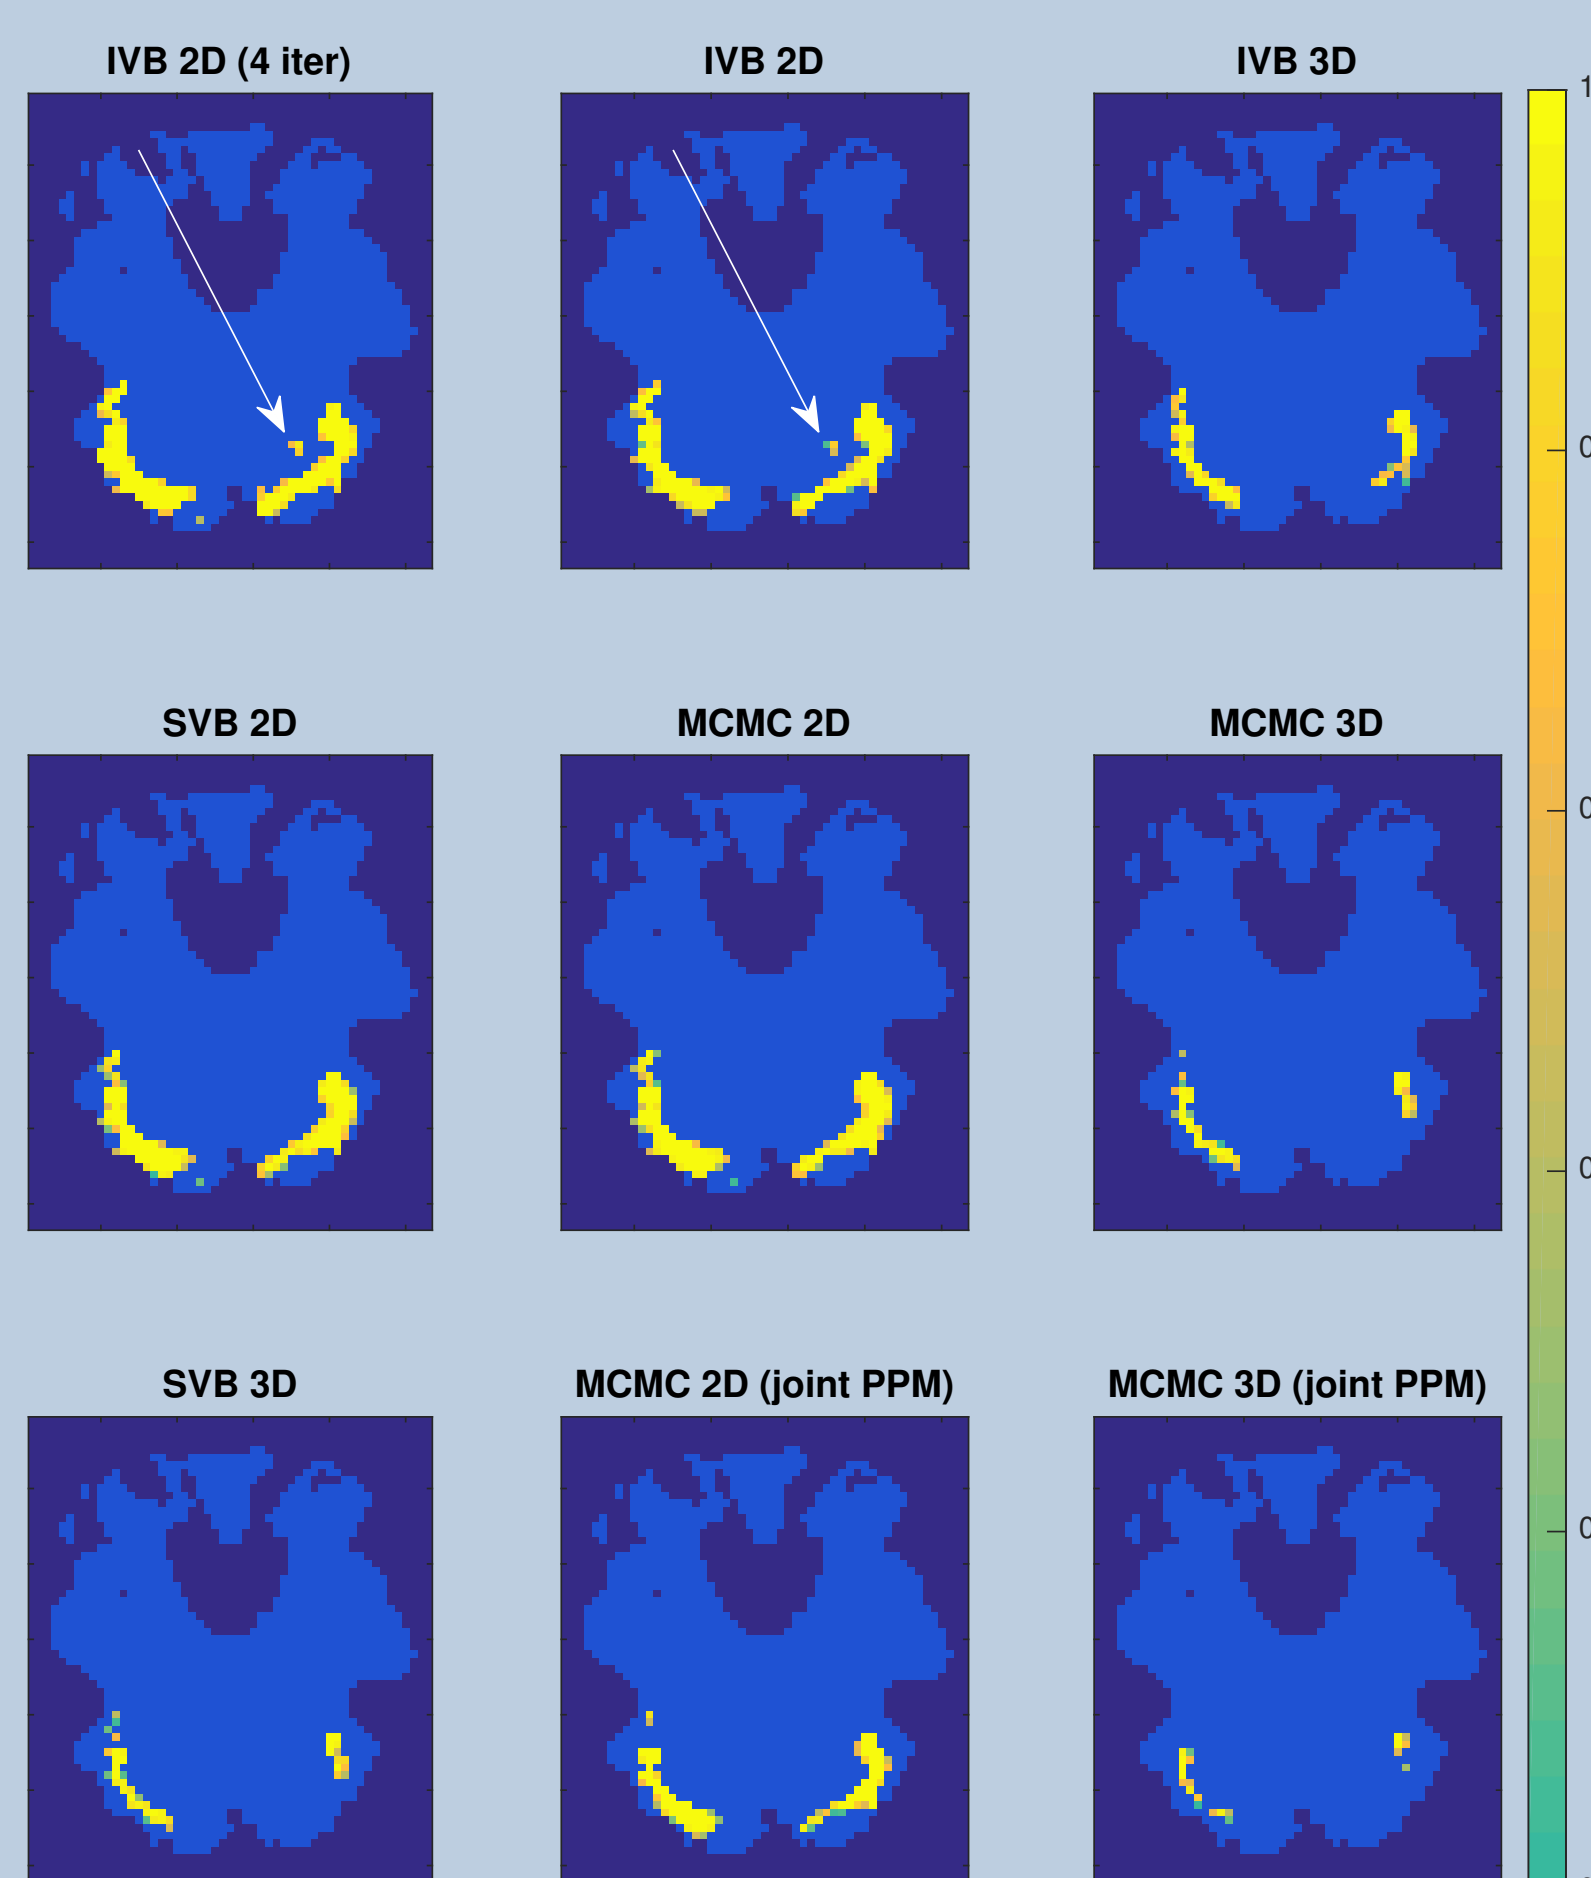 IVB 2D (4 iter)
IVB 2D
IVB 3D
SVB 2D
MCMC 2D
MCMC 3D
SVB 3D
MCMC 2D (joint PPM)
MCMC 3D (joint PPM)